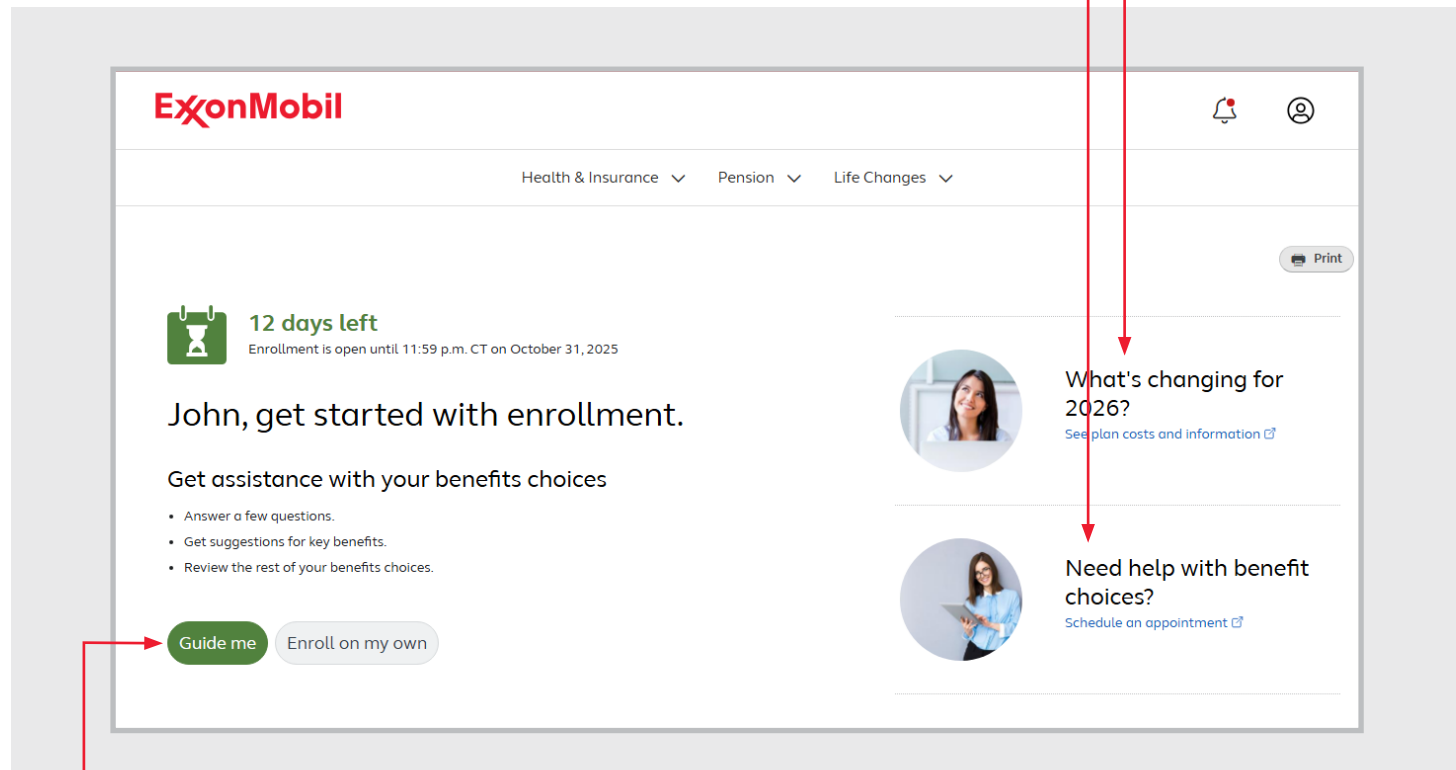 ExxonMobil
Health & Insurance
Pension
Life Changes
Print
12 days left
Enrollment is open until 11:59 p.m. CT on October 31, 2025
John, get started with enrollment.
Get assistance with your benefits choices
• Answer a few questions.
• Get suggestions for key benefits.
• Review the rest of your benefits choices.
Guide me
Enroll on my own
What's changing for
2026?
See plan costs and information
Need help with benefit
choices?
Schedule an appointment